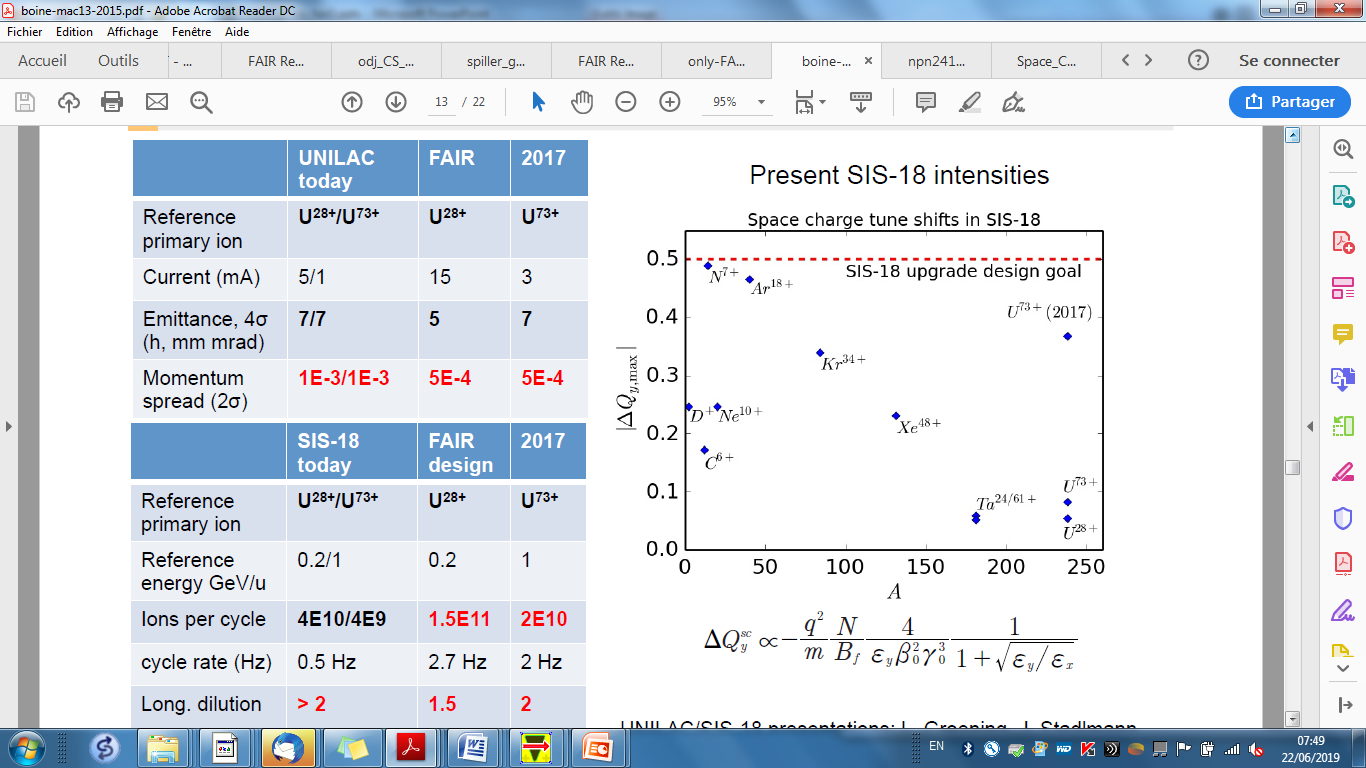 boine-mac13-2015.pdf - Adobe Acrobat Reader DC
Fichier Edition Affichage Fenêtre Aide
Accueil Outils - ... FAIR Re... odj_CS_... spiller_g... FAIR Re... only-FA... boine-... × npn241... Space_C... Se connecter
13 / 22 95% Partager
UNILAC today FAIR 2017
Reference primary ion U28+/U73+ U28+ U73+
Current (mA) 5/1 15 3
Emittance, 4σ (h, mm mrad) 7/7 5 7
Momentum spread (2σ) 1E-3/1E-3 5E-4 5E-4
SIS-18 today FAIR design 2017
Reference primary ion U28+/U73+ U28+ U73+
Reference energy GeV/u 0.2/1 0.2 1
Ions per cycle 4E10/4E9 1.5E11 2E10
cycle rate (Hz) 0.5 Hz 2.7 Hz 2 Hz
Long. dilution > 2 1.5 2
Present SIS-18 intensities
Space charge tune shifts in SIS-18
0.5
SIS-18 upgrade design goal
N7+
Ar18+
0.4
U73+ (2017)
Kr34+
0.3
|ΔQy,max|
D+ Ne10+
Xe48+
0.2
C6+
0.1
U73+
Ta24/61+
U28+
0.0
0 50 100 150 200 250
A
ΔQ_y^sc ∝ − q²/m N/B_f 4/(ε_y β_0² γ_0³) 1/(1+√(ε_y/ε_x))
EN 07:49
22/06/2019